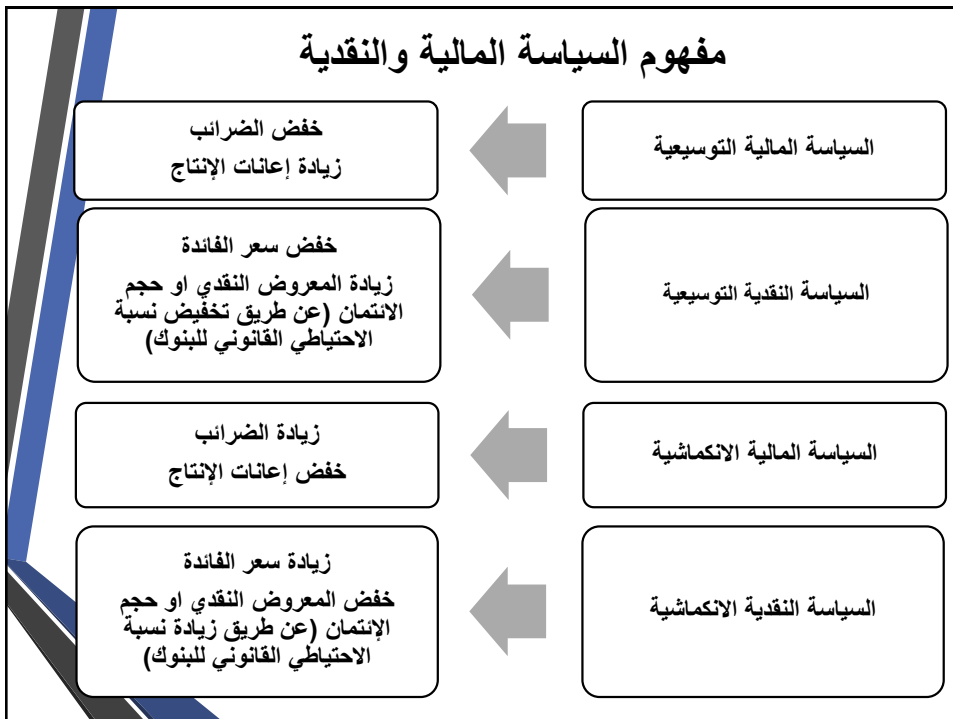 مفهوم السياسة المالية والنقدية
السياسة المالية التوسيعية
خفض الضرائب
زيادة إعانات الإنتاج
السياسة النقدية التوسيعية
خفض سعر الفائدة
زيادة المعروض النقدي او حجم
الائتمان (عن طريق تخفيض نسبة
الاحتياطي القانوني للبنوك)
السياسة المالية الانكماشية
زيادة الضرائب
خفض إعانات الإنتاج
السياسة النقدية الانكماشية
زيادة سعر الفائدة
خفض المعروض النقدي او حجم
الإئتمان (عن طريق زيادة نسبة
الاحتياطي القانوني للبنوك)